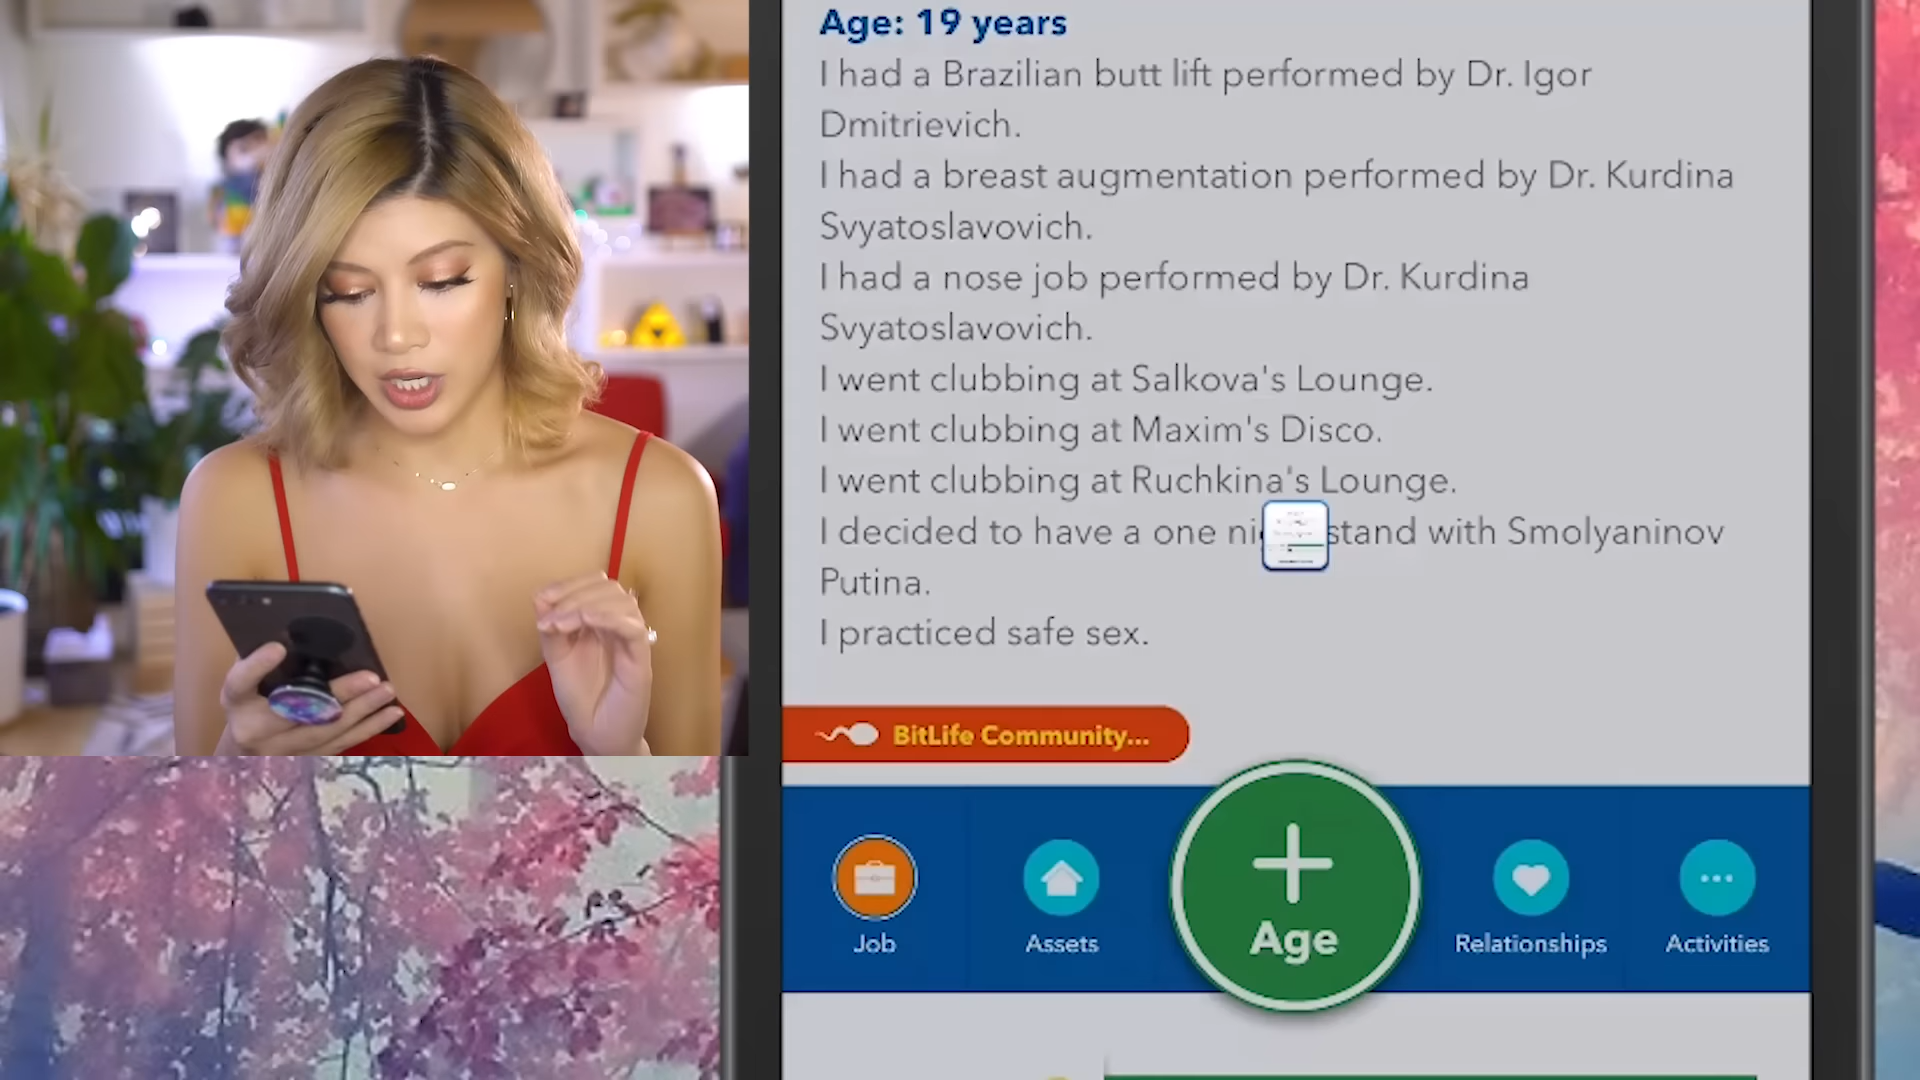 Age: 19 years
I had a Brazilian butt lift performed by Dr. Igor
Dmitrievich.
I had a breast augmentation performed by Dr. Kurdina
Svyatoslavovich.
I had a nose job performed by Dr. Kurdina
Svyatoslavovich.
I went clubbing at Salkova's Lounge.
I went clubbing at Maxim's Disco.
I went clubbing at Ruchkina's Lounge.
I decided to have a one ni stand with Smolyaninov
Putina.
I practiced safe sex.
BitLife Community...
Job
Assets
Age
Relationships
Activities